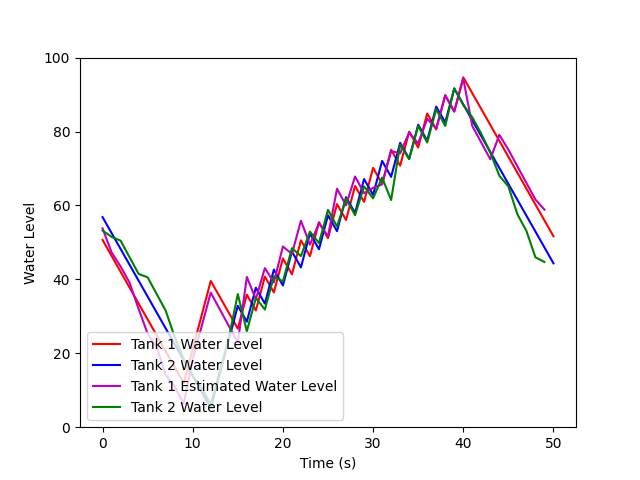 100
80
60
40
20
0
Water Level
Tank 1 Water Level
Tank 2 Water Level
Tank 1 Estimated Water Level
Tank 2 Water Level
0 10 20 30 40 50
Time (s)